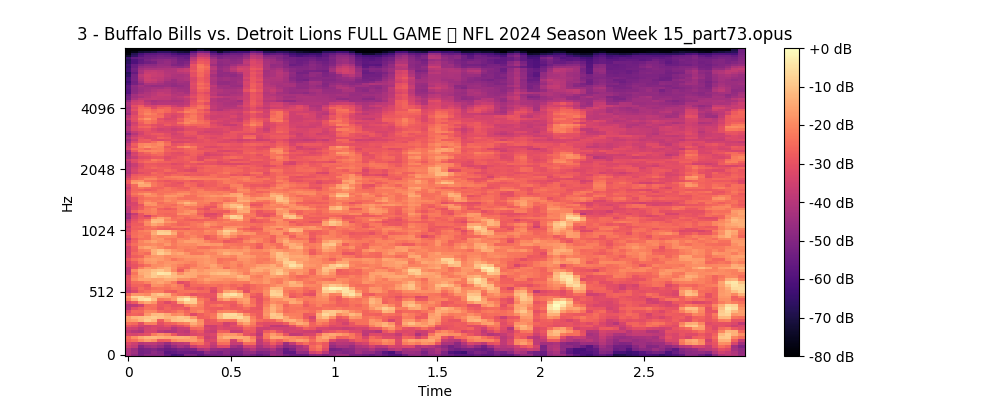 3 - Buffalo Bills vs. Detroit Lions FULL GAME ▯ NFL 2024 Season Week 15_part73.opus
+0 dB
-10 dB
-20 dB
-30 dB
-40 dB
-50 dB
-60 dB
-70 dB
-80 dB
4096
2048
1024
512
0
Hz
0
0.5
1
1.5
2
2.5
Time